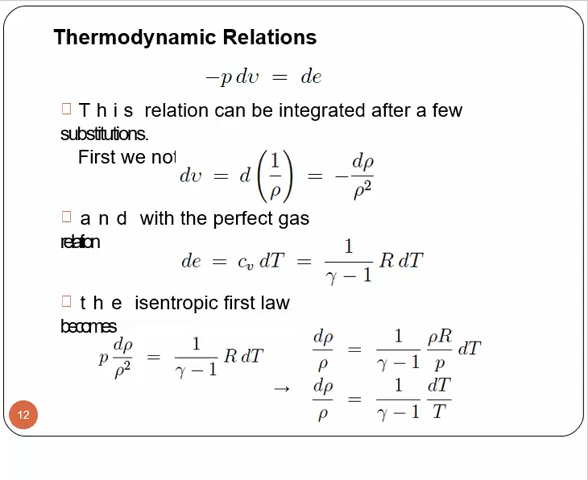 Thermodynamic Relations
−p dv = de
This relation can be integrated after a few
substitutions.
First we not
dv = d(1/ρ) = −dρ/ρ²
and with the perfect gas
relation
de = cᵥ dT = 1/(γ − 1) R dT
the isentropic first law
becomes
p dρ/ρ² = 1/(γ − 1) R dT
dρ/ρ = 1/(γ − 1) ρR/p dT
→ dρ/ρ = 1/(γ − 1) dT/T
12